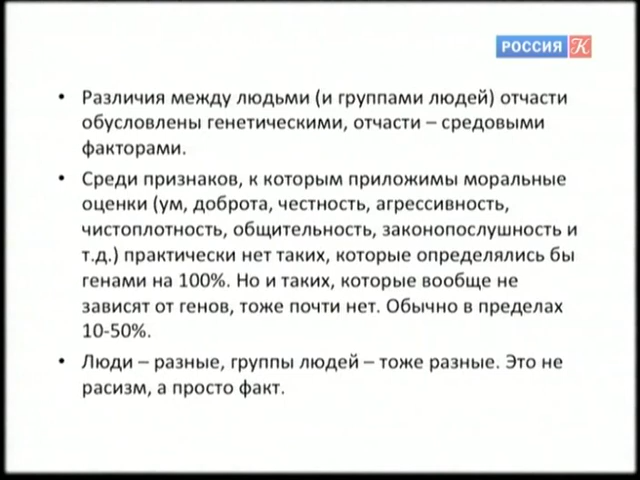 РОССИЯ К
• Различия между людьми (и группами людей) отчасти
обусловлены генетическими, отчасти – средовыми
факторами.
• Среди признаков, к которым приложимы моральные
оценки (ум, доброта, честность, агрессивность,
чистоплотность, общительность, законопослушность и
т.д.) практически нет таких, которые определялись бы
генами на 100%. Но и таких, которые вообще не
зависят от генов, тоже почти нет. Обычно в пределах
10-50%.
• Люди – разные, группы людей – тоже разные. Это не
расизм, а просто факт.